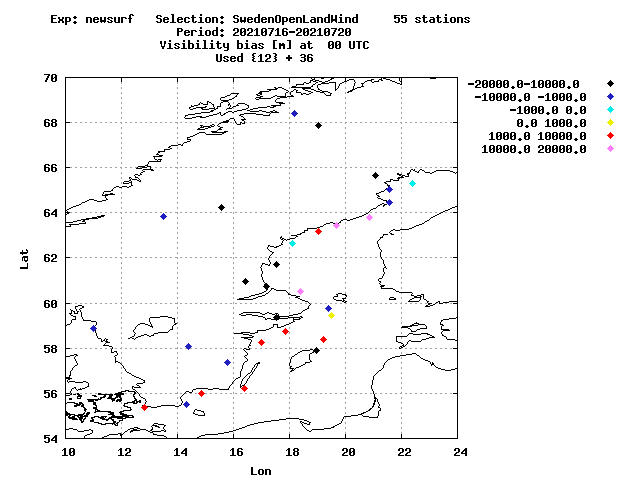 Exp: newsurf   Selection: SwedenOpenLandWind     55 stations
Period: 20210716-20210720
Visibility bias [m] at  00 UTC
Used {12} + 36
-20000.0-10000.0
-10000.0 -1000.0
-1000.0 0.0
0.0 1000.0
1000.0 10000.0
10000.0 20000.0
70
68
66
64
62
60
58
56
54
Lat
10 12 14 16 18 20 22 24
Lon